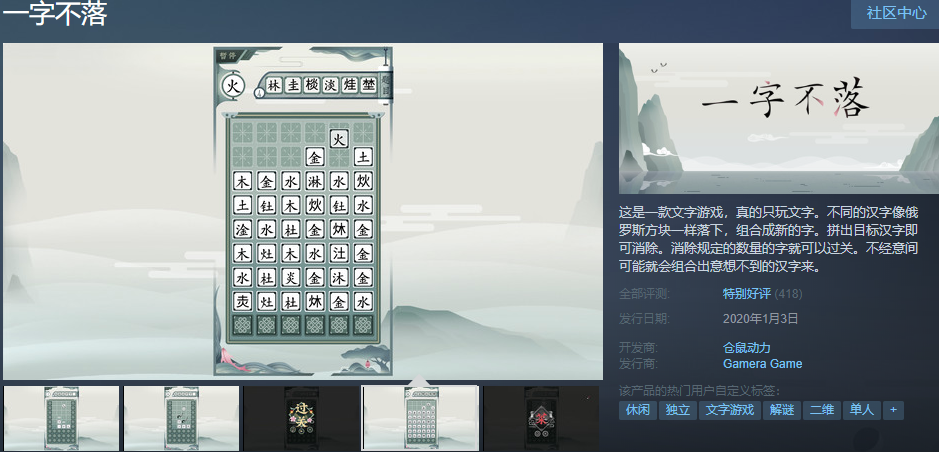 一字不落
社区中心
暂停
火
林 圭 棪 淡 烓 埜
火
金 土
木 金 水 淋 水 炏
土 钍 木 炏 钍 水
淦 水 杜 金 炑 金
木 灶 木 水 汢 金
水 杜 炎 金 沐 金
灻 灶 杜 炑 金 水
一字不落
这是一款文字游戏，真的只玩文字。不同的汉字像俄
罗斯方块一样落下，组合成新的字。拼出目标汉字即
可消除。消除规定的数量的字就可以过关。不经意间
可能就会组合出意想不到的汉字来。
全部评测: 特别好评 (418)
发行日期: 2020年1月3日
开发商: 仓鼠动力
发行商: Gamera Game
该产品的热门用户自定义标签:
休闲 独立 文字游戏 解谜 二维 单人 +
过关